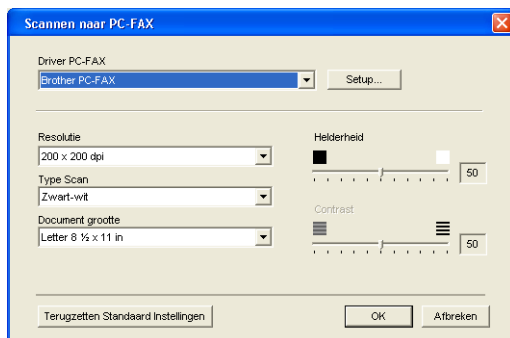 Scannen naar PC-FAX
Driver PC-FAX
Brother PC-FAX
Setup...
Resolutie
200 x 200 dpi
Type Scan
Zwart-wit
Document grootte
Letter 8 ½ x 11 in
Helderheid
50
Contrast
50
Terugzetten Standaard Instellingen
OK
Afbreken